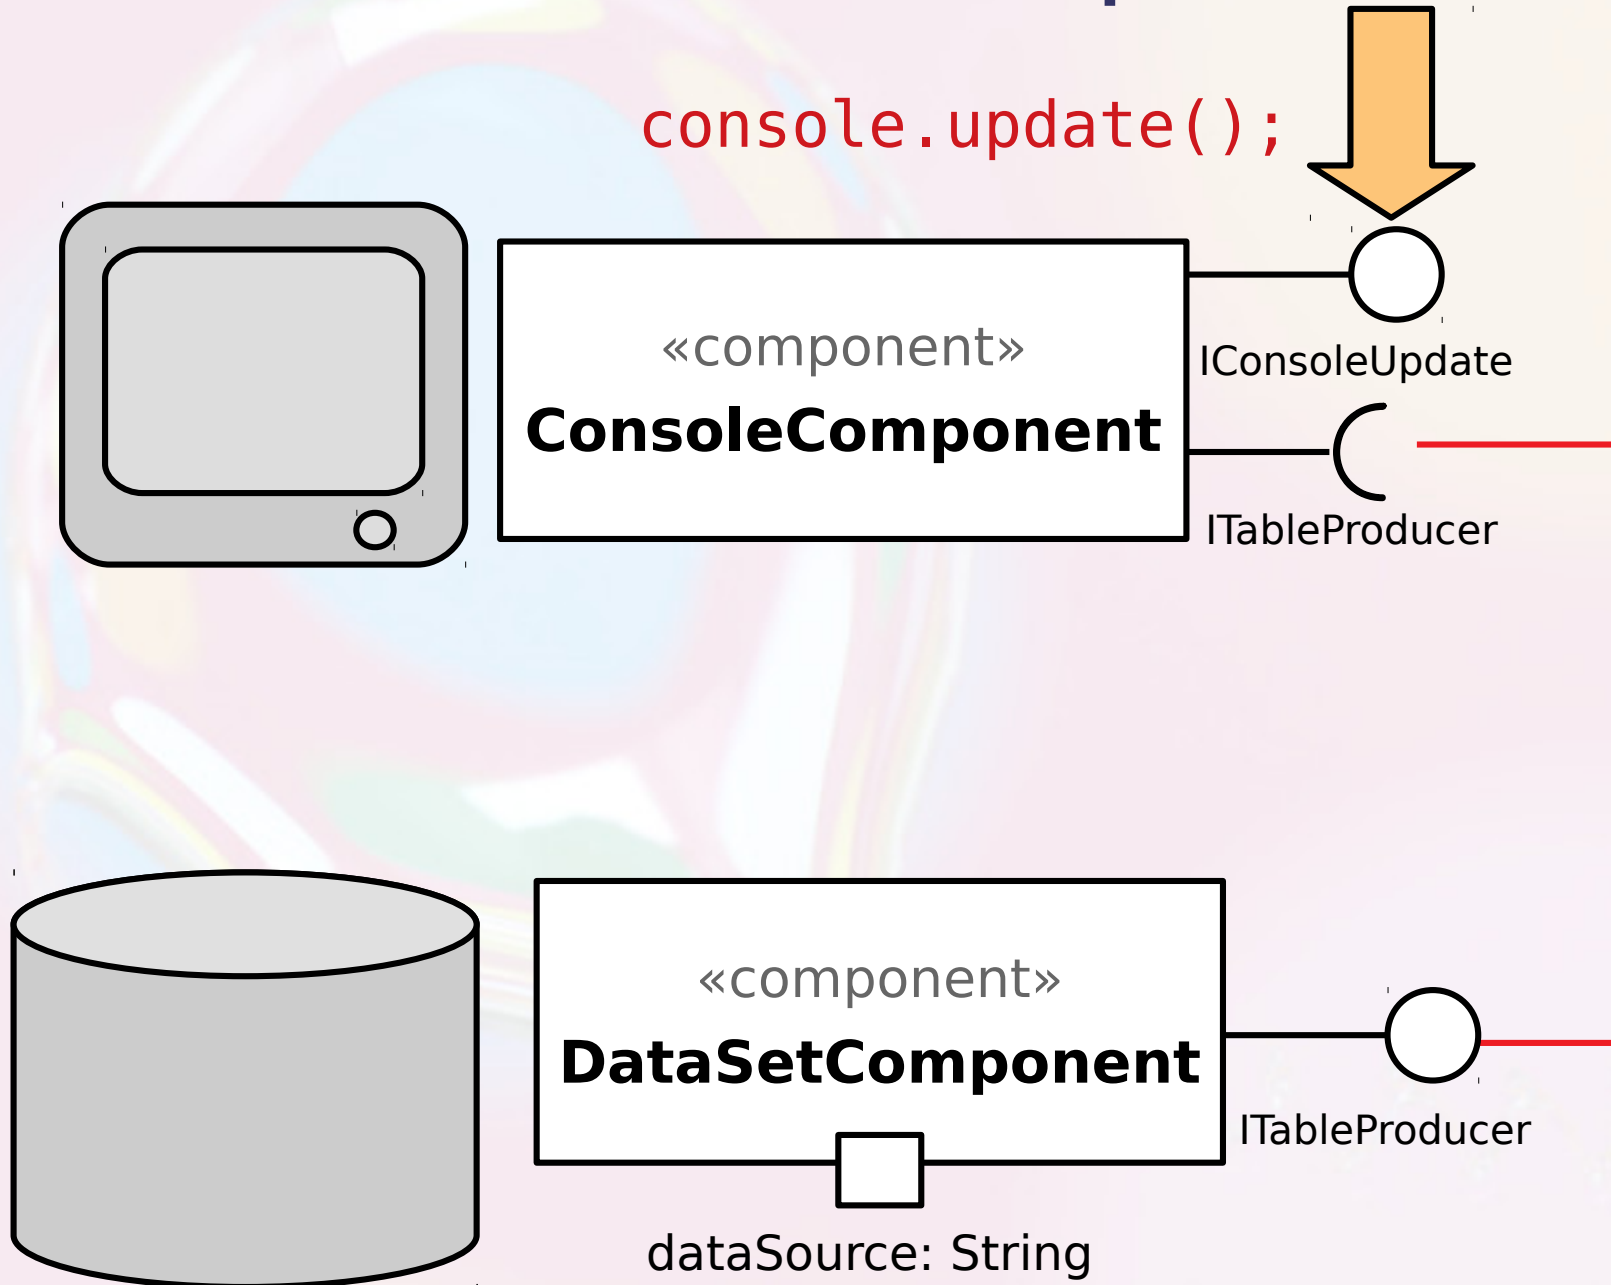 console.update();
«component»
ConsoleComponent
IConsoleUpdate
ITableProducer
«component»
DataSetComponent
ITableProducer
dataSource: String